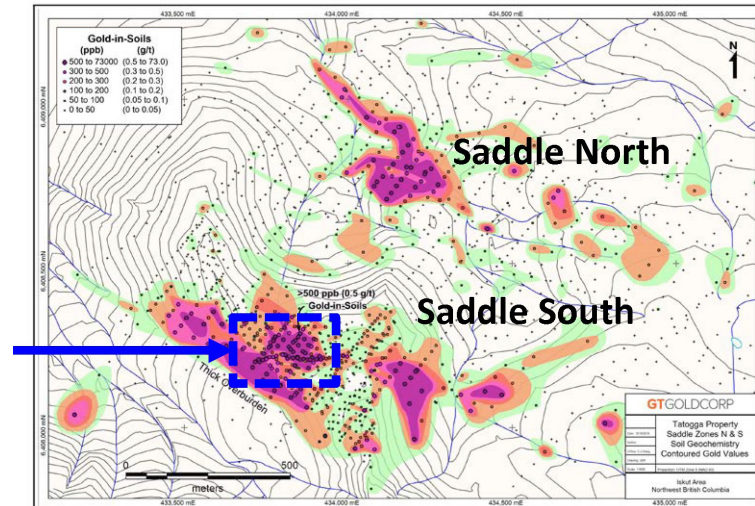 433,500 mE
434,000 mE
434,500 mE
435,000 mE
Gold-in-Soils
(ppb) (g/t)
500 to 73000 (0.5 to 73.0)
300 to 500 (0.3 to 0.5)
200 to 300 (0.2 to 0.3)
100 to 200 (0.1 to 0.2)
50 to 100 (0.05 to 0.1)
0 to 50 (0 to 0.05)
N
6,409,000 mN
Saddle North
6,408,500 mN
>500 ppb (0.5 g/t)
Gold-in-Soils
Saddle South
Thick Overburden
6,408,000 mN
0 500
meters
GTGOLDCORP
Tatogga Property
Saddle Zones N & S
Soil Geochemistry
Contoured Gold Values
Iskut Area
Northwest British Columbia
433,500 mE
434,000 mE
434,500 mE
435,000 mE